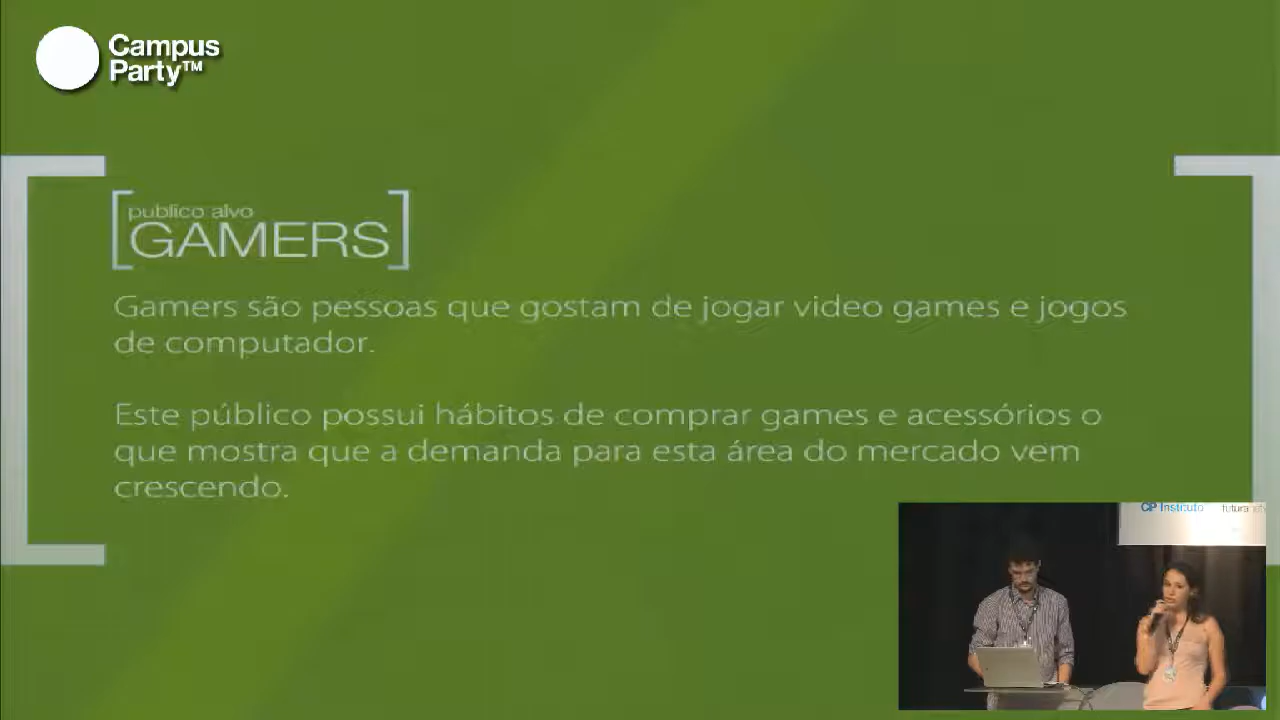 Campus
Party™
publico alvo
GAMERS
Gamers são pessoas que gostam de jogar video games e jogos
de computador.
Este público possui hábitos de comprar games e acessórios o
que mostra que a demanda para esta área do mercado vem
crescendo.
CP Instituto